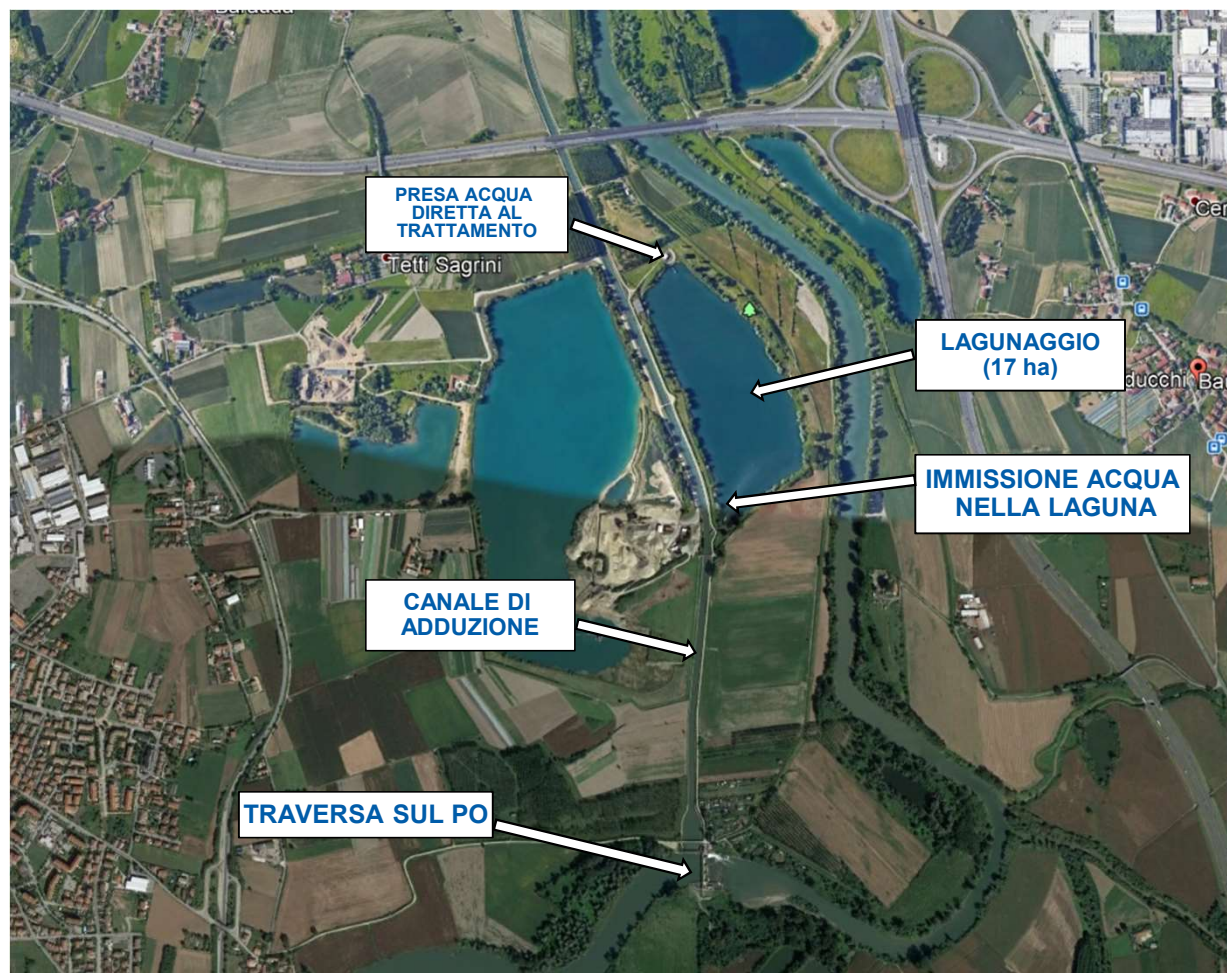 PRESA ACQUA
DIRETTA AL
TRATTAMENTO
Tetti Sagrini
LAGUNAGGIO
(17 ha)
IMMISSIONE ACQUA
NELLA LAGUNA
CANALE DI
ADDUZIONE
TRAVERSA SUL PO